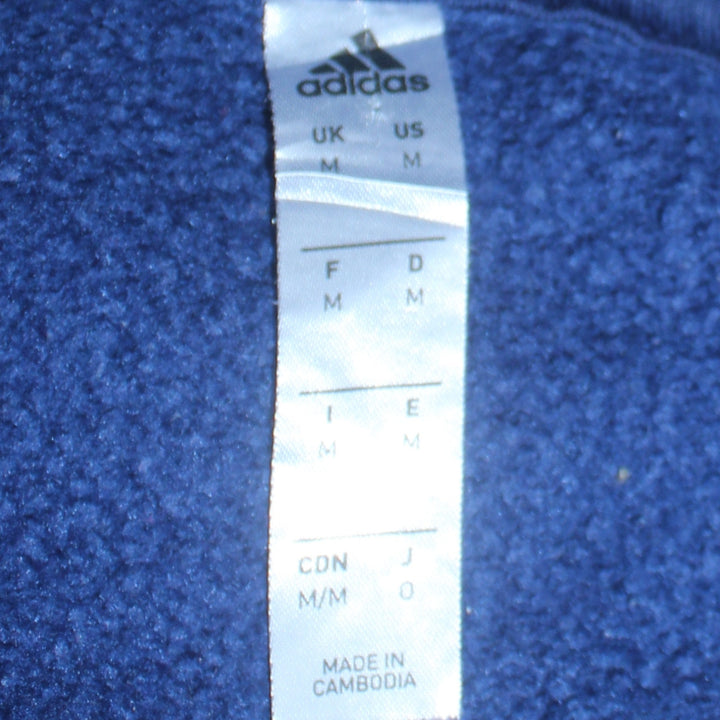 adidas
UK US
M M
F D
M M
I E
M M
CDN J
M/M O
MADE IN
CAMBODIA